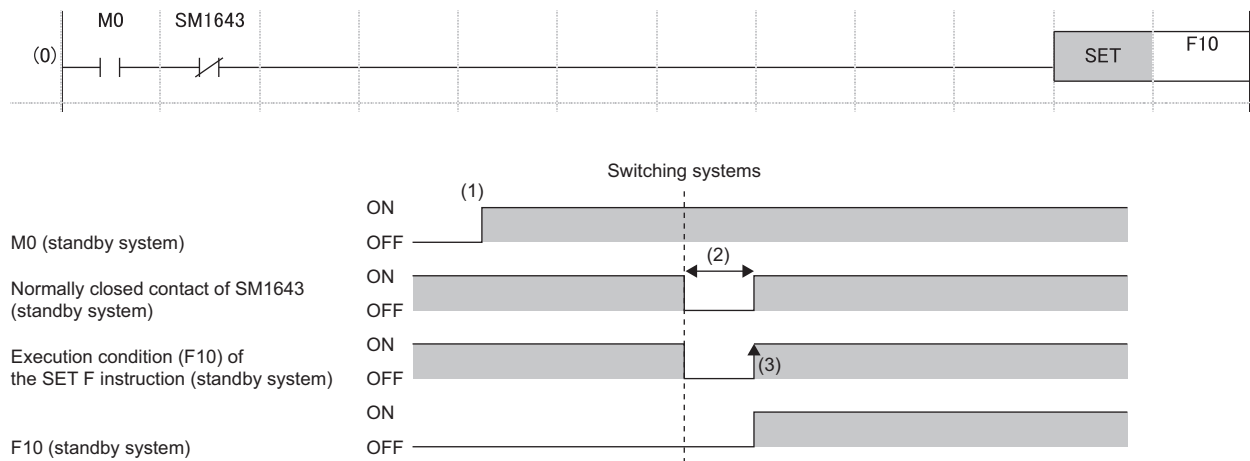 M0 SM1643
(0) SET F10
Switching systems
(1)
ON
M0 (standby system) OFF
(2)
ON
Normally closed contact of SM1643
(standby system) OFF
ON
Execution condition (F10) of
the SET F instruction (standby system) OFF
(3)
ON
F10 (standby system) OFF